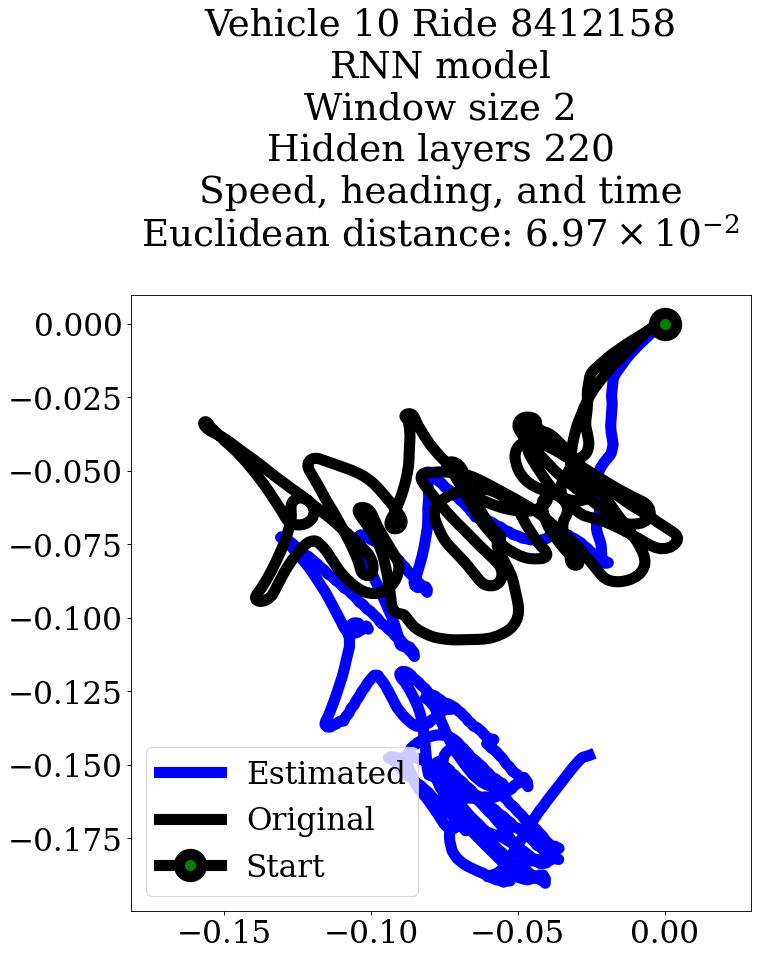 Vehicle 10 Ride 8412158
RNN model
Window size 2
Hidden layers 220
Speed, heading, and time
Euclidean distance: 6.97 × 10⁻²
0.000
−0.025
−0.050
−0.075
−0.100
−0.125
−0.150
−0.175
Estimated
Original
Start
−0.15
−0.10
−0.05
0.00